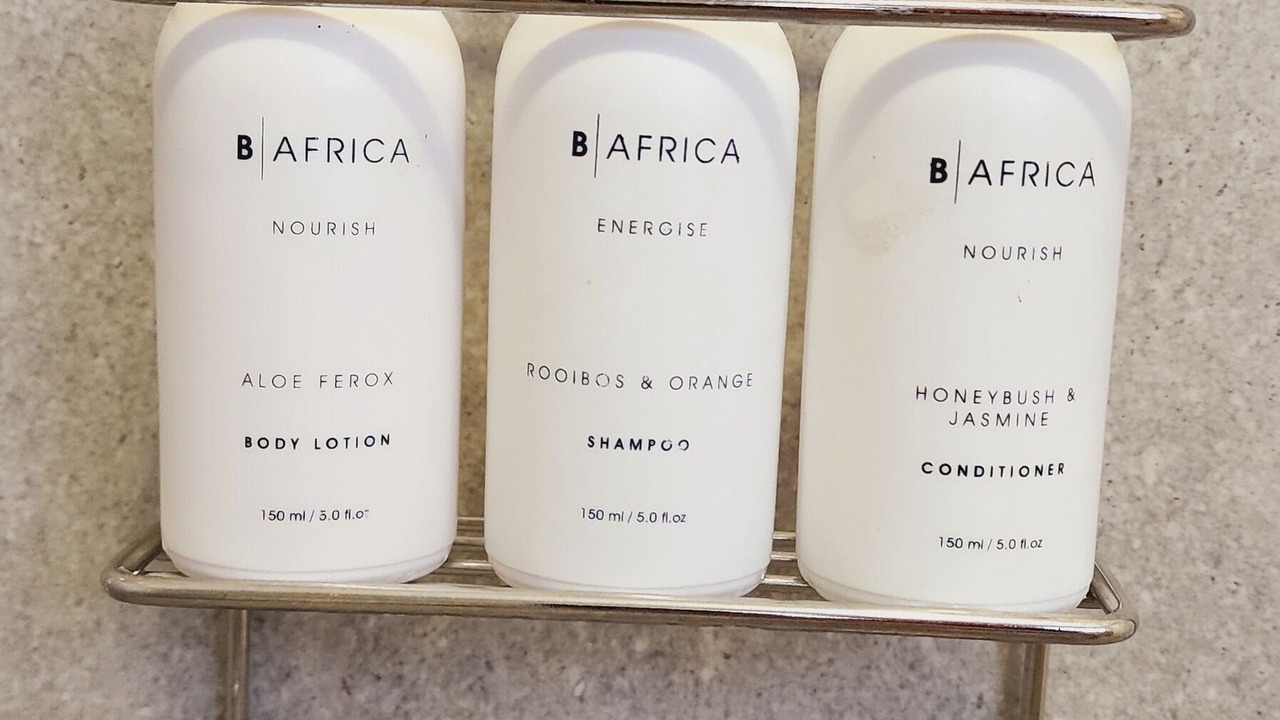 B|AFRICA
NOURISH
ALOE FEROX
BODY LOTION
150 ml / 5.0 fl.oz
B|AFRICA
ENERGISE
ROOIBOS & ORANGE
SHAMPOO
150 ml / 5.0 fl.oz
B|AFRICA
NOURISH
HONEYBUSH &
JASMINE
CONDITIONER
150 ml / 5.0 fl.oz